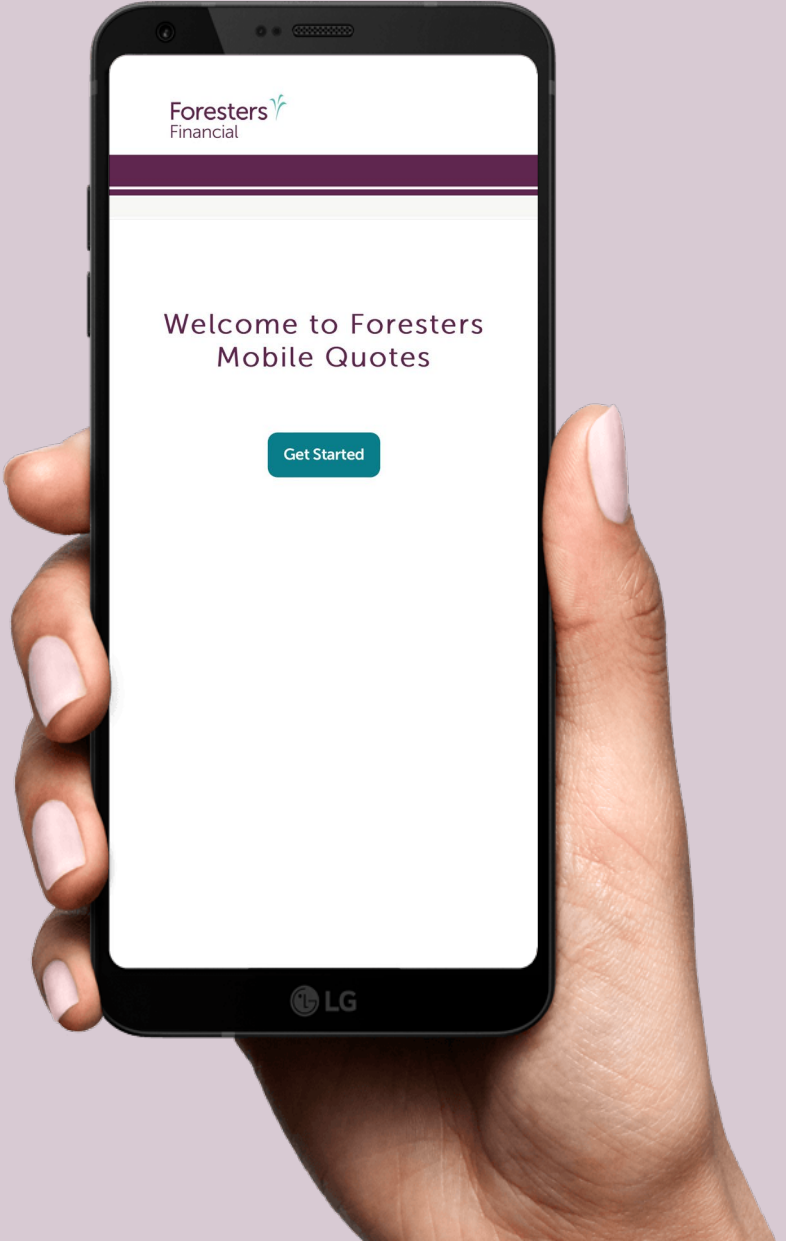 Foresters
Financial
Welcome to Foresters
Mobile Quotes
Get Started
LG